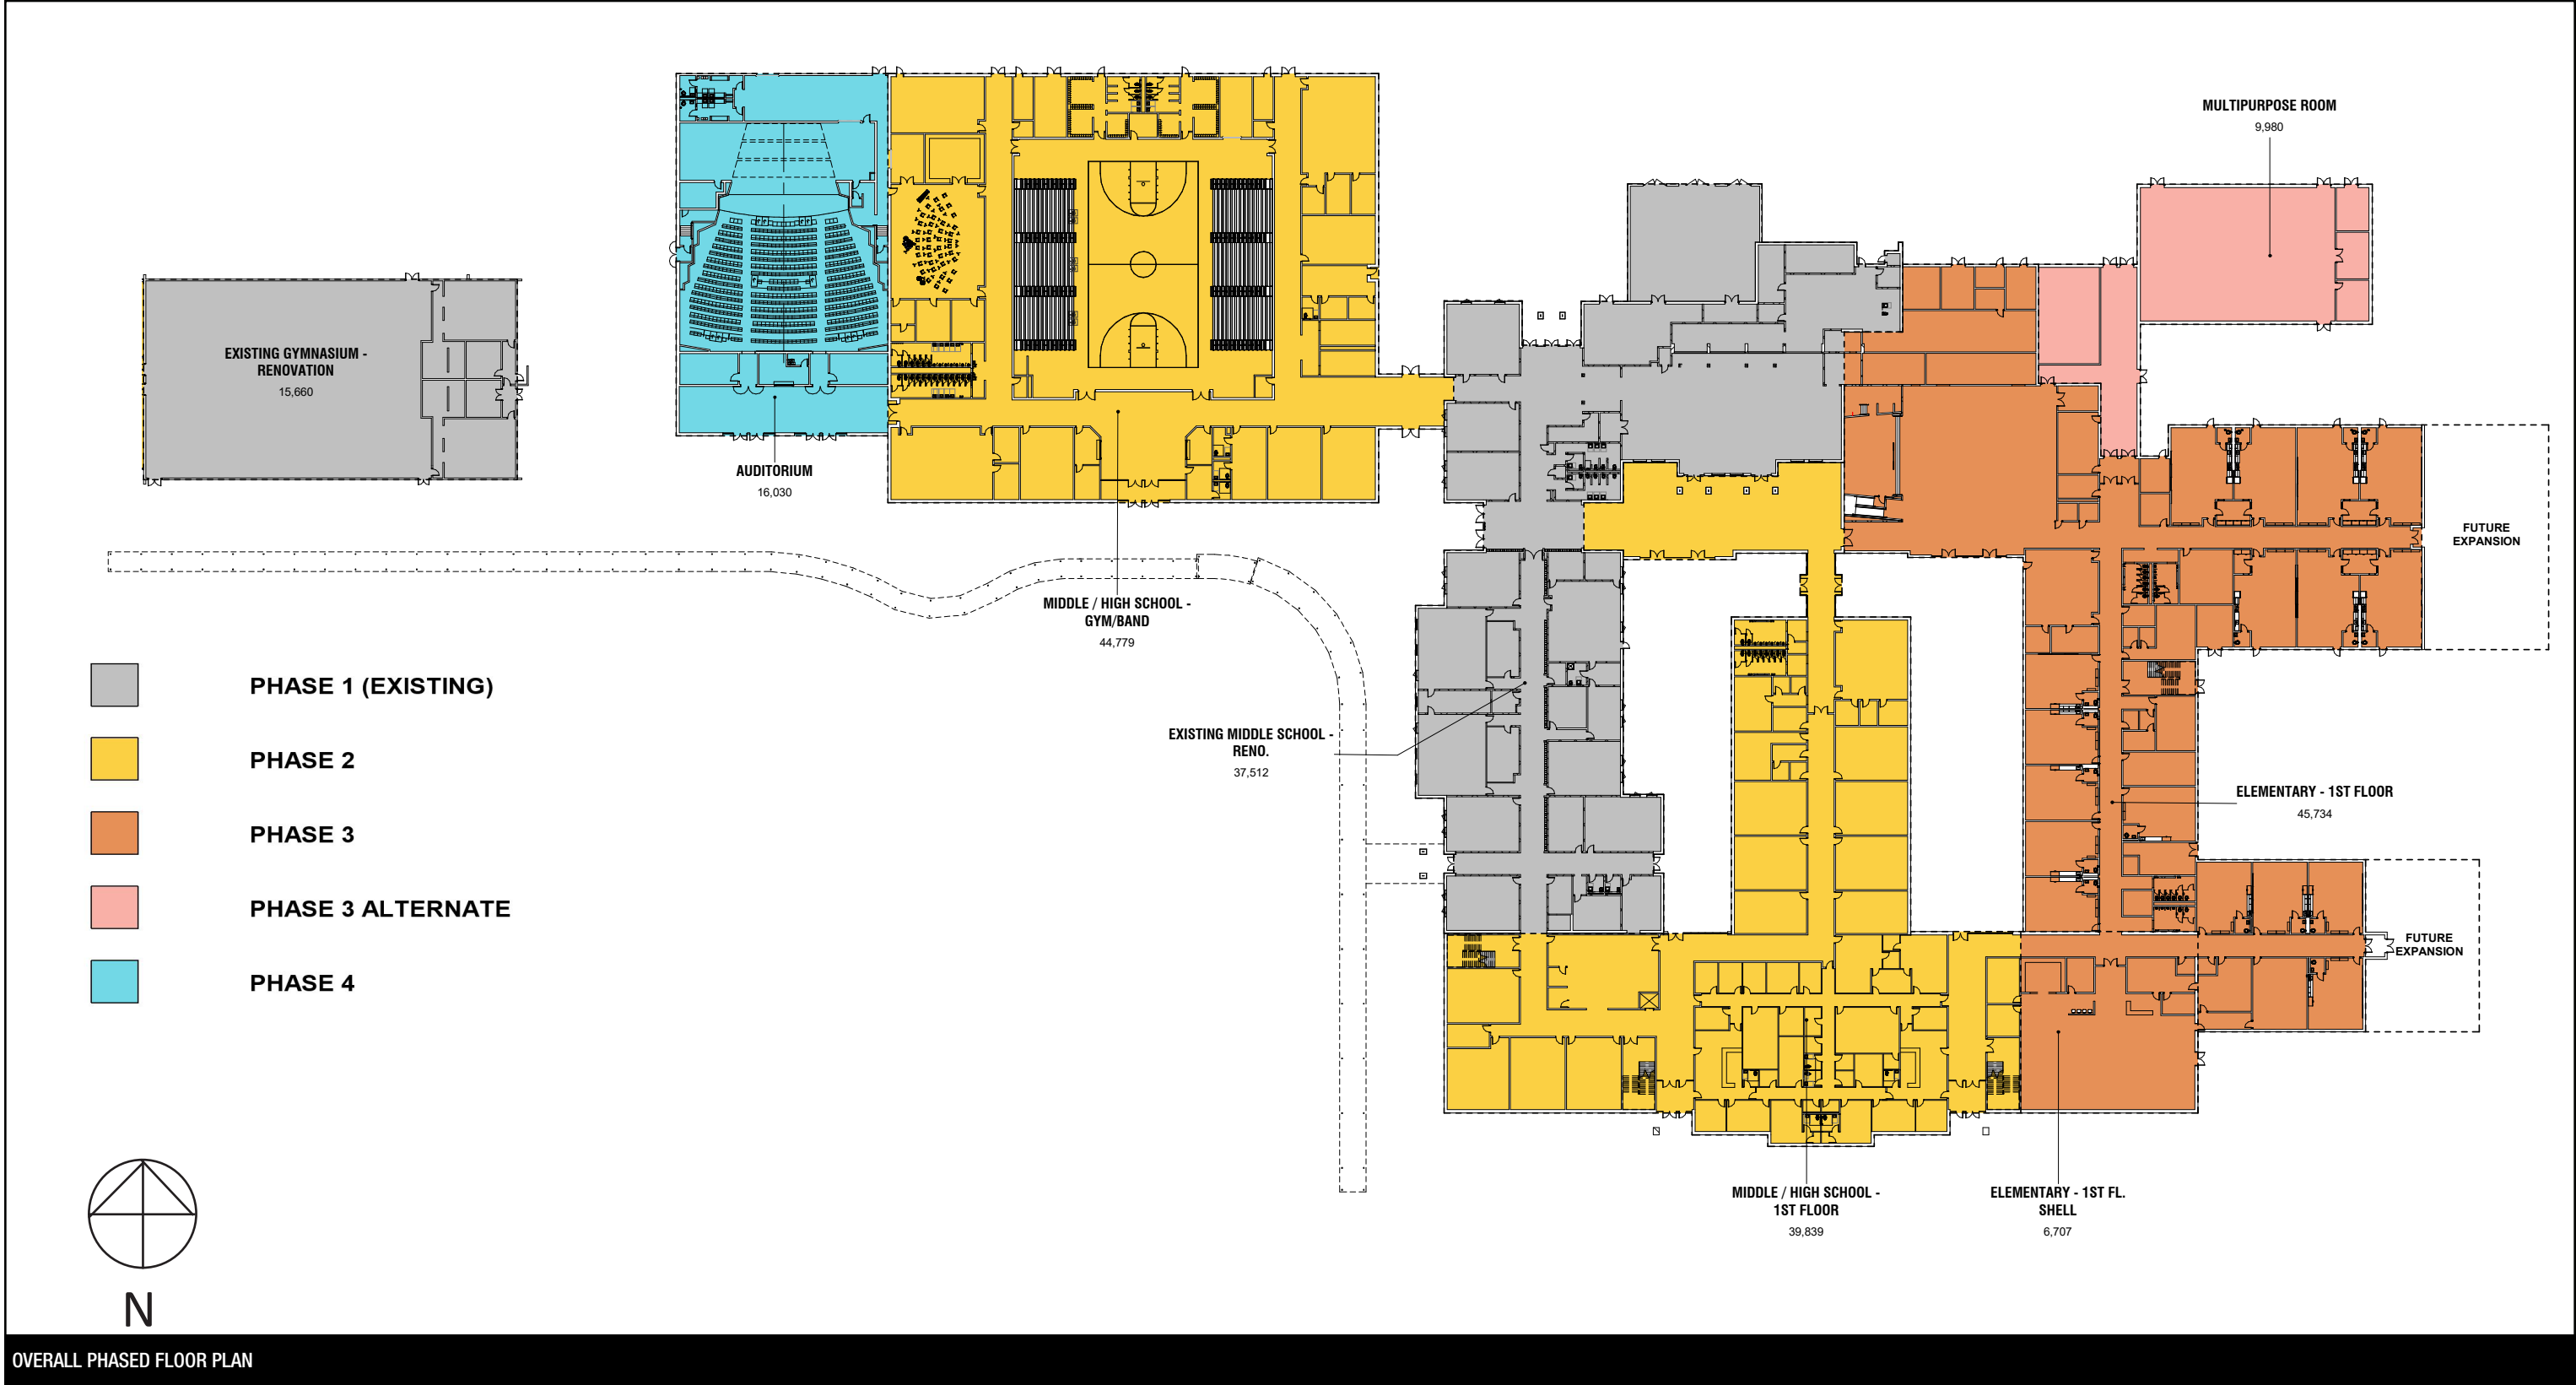 MULTIPURPOSE ROOM
9,980
EXISTING GYMNASIUM -
RENOVATION
15,660
AUDITORIUM
16,030
FUTURE
EXPANSION
MIDDLE / HIGH SCHOOL -
GYM/BAND
44,779
PHASE 1 (EXISTING)
PHASE 2
PHASE 3
PHASE 3 ALTERNATE
PHASE 4
EXISTING MIDDLE SCHOOL -
RENO.
37,512
ELEMENTARY - 1ST FLOOR
45,734
FUTURE
EXPANSION
MIDDLE / HIGH SCHOOL -
1ST FLOOR
39,839
ELEMENTARY - 1ST FL.
SHELL
6,707
N
OVERALL PHASED FLOOR PLAN